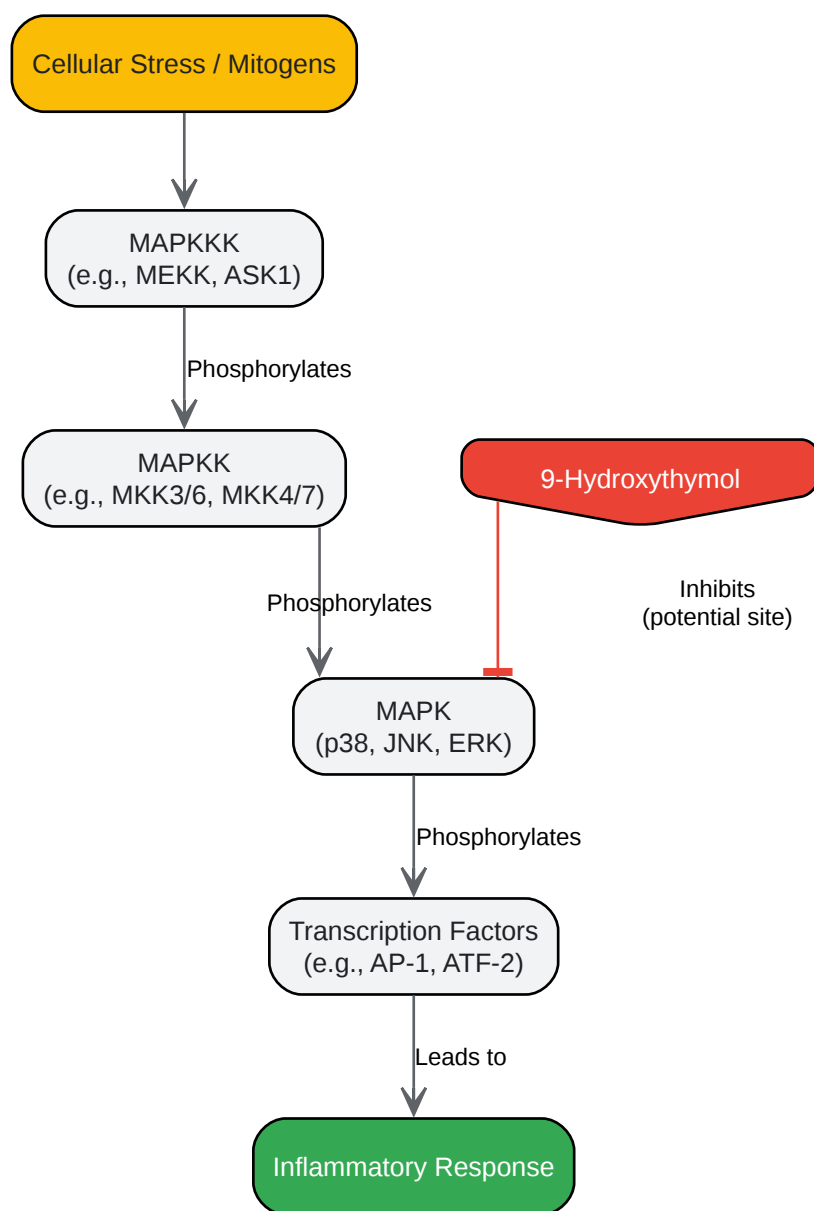 Cellular Stress / Mitogens
MAPKKK
(e.g., MEKK, ASK1)
Phosphorylates
MAPKK
(e.g., MKK3/6, MKK4/7)
9-Hydroxythymol
Phosphorylates
Inhibits
(potential site)
MAPK
(p38, JNK, ERK)
Phosphorylates
Transcription Factors
(e.g., AP-1, ATF-2)
Leads to
Inflammatory Response